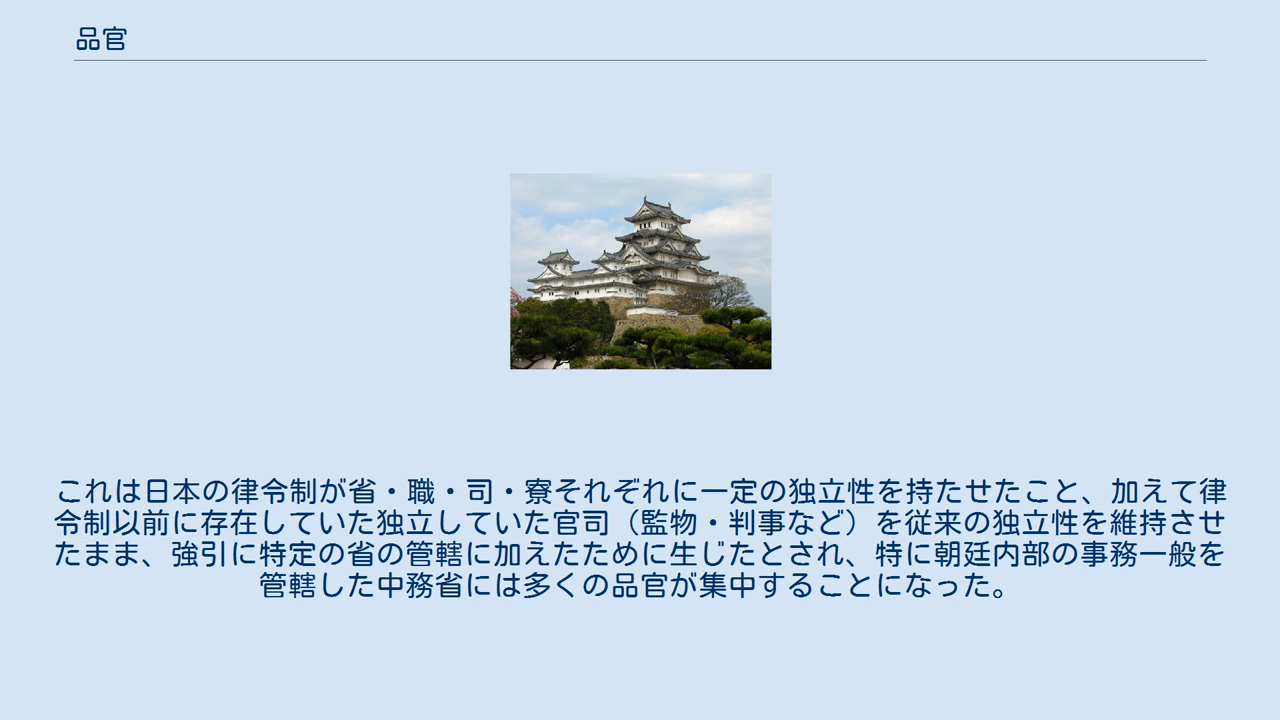 品官
これは日本の律令制が省・職・司・寮それぞれに一定の独立性を持たせたこと、加えて律
令制以前に存在していた独立していた官司（監物・判事など）を従来の独立性を維持させ
たまま、強引に特定の省の管轄に加えたために生じたとされ、特に朝廷内部の事務一般を
管轄した中務省には多くの品官が集中することになった。